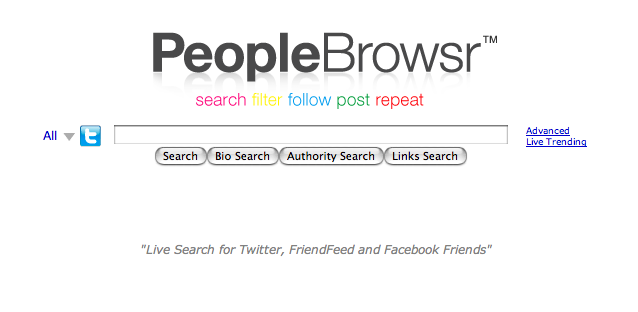 PeopleBrowsr™
search filter follow post repeat
All
t
Advanced
Live Trending
Search Bio Search Authority Search Links Search
"Live Search for Twitter, FriendFeed and Facebook Friends"